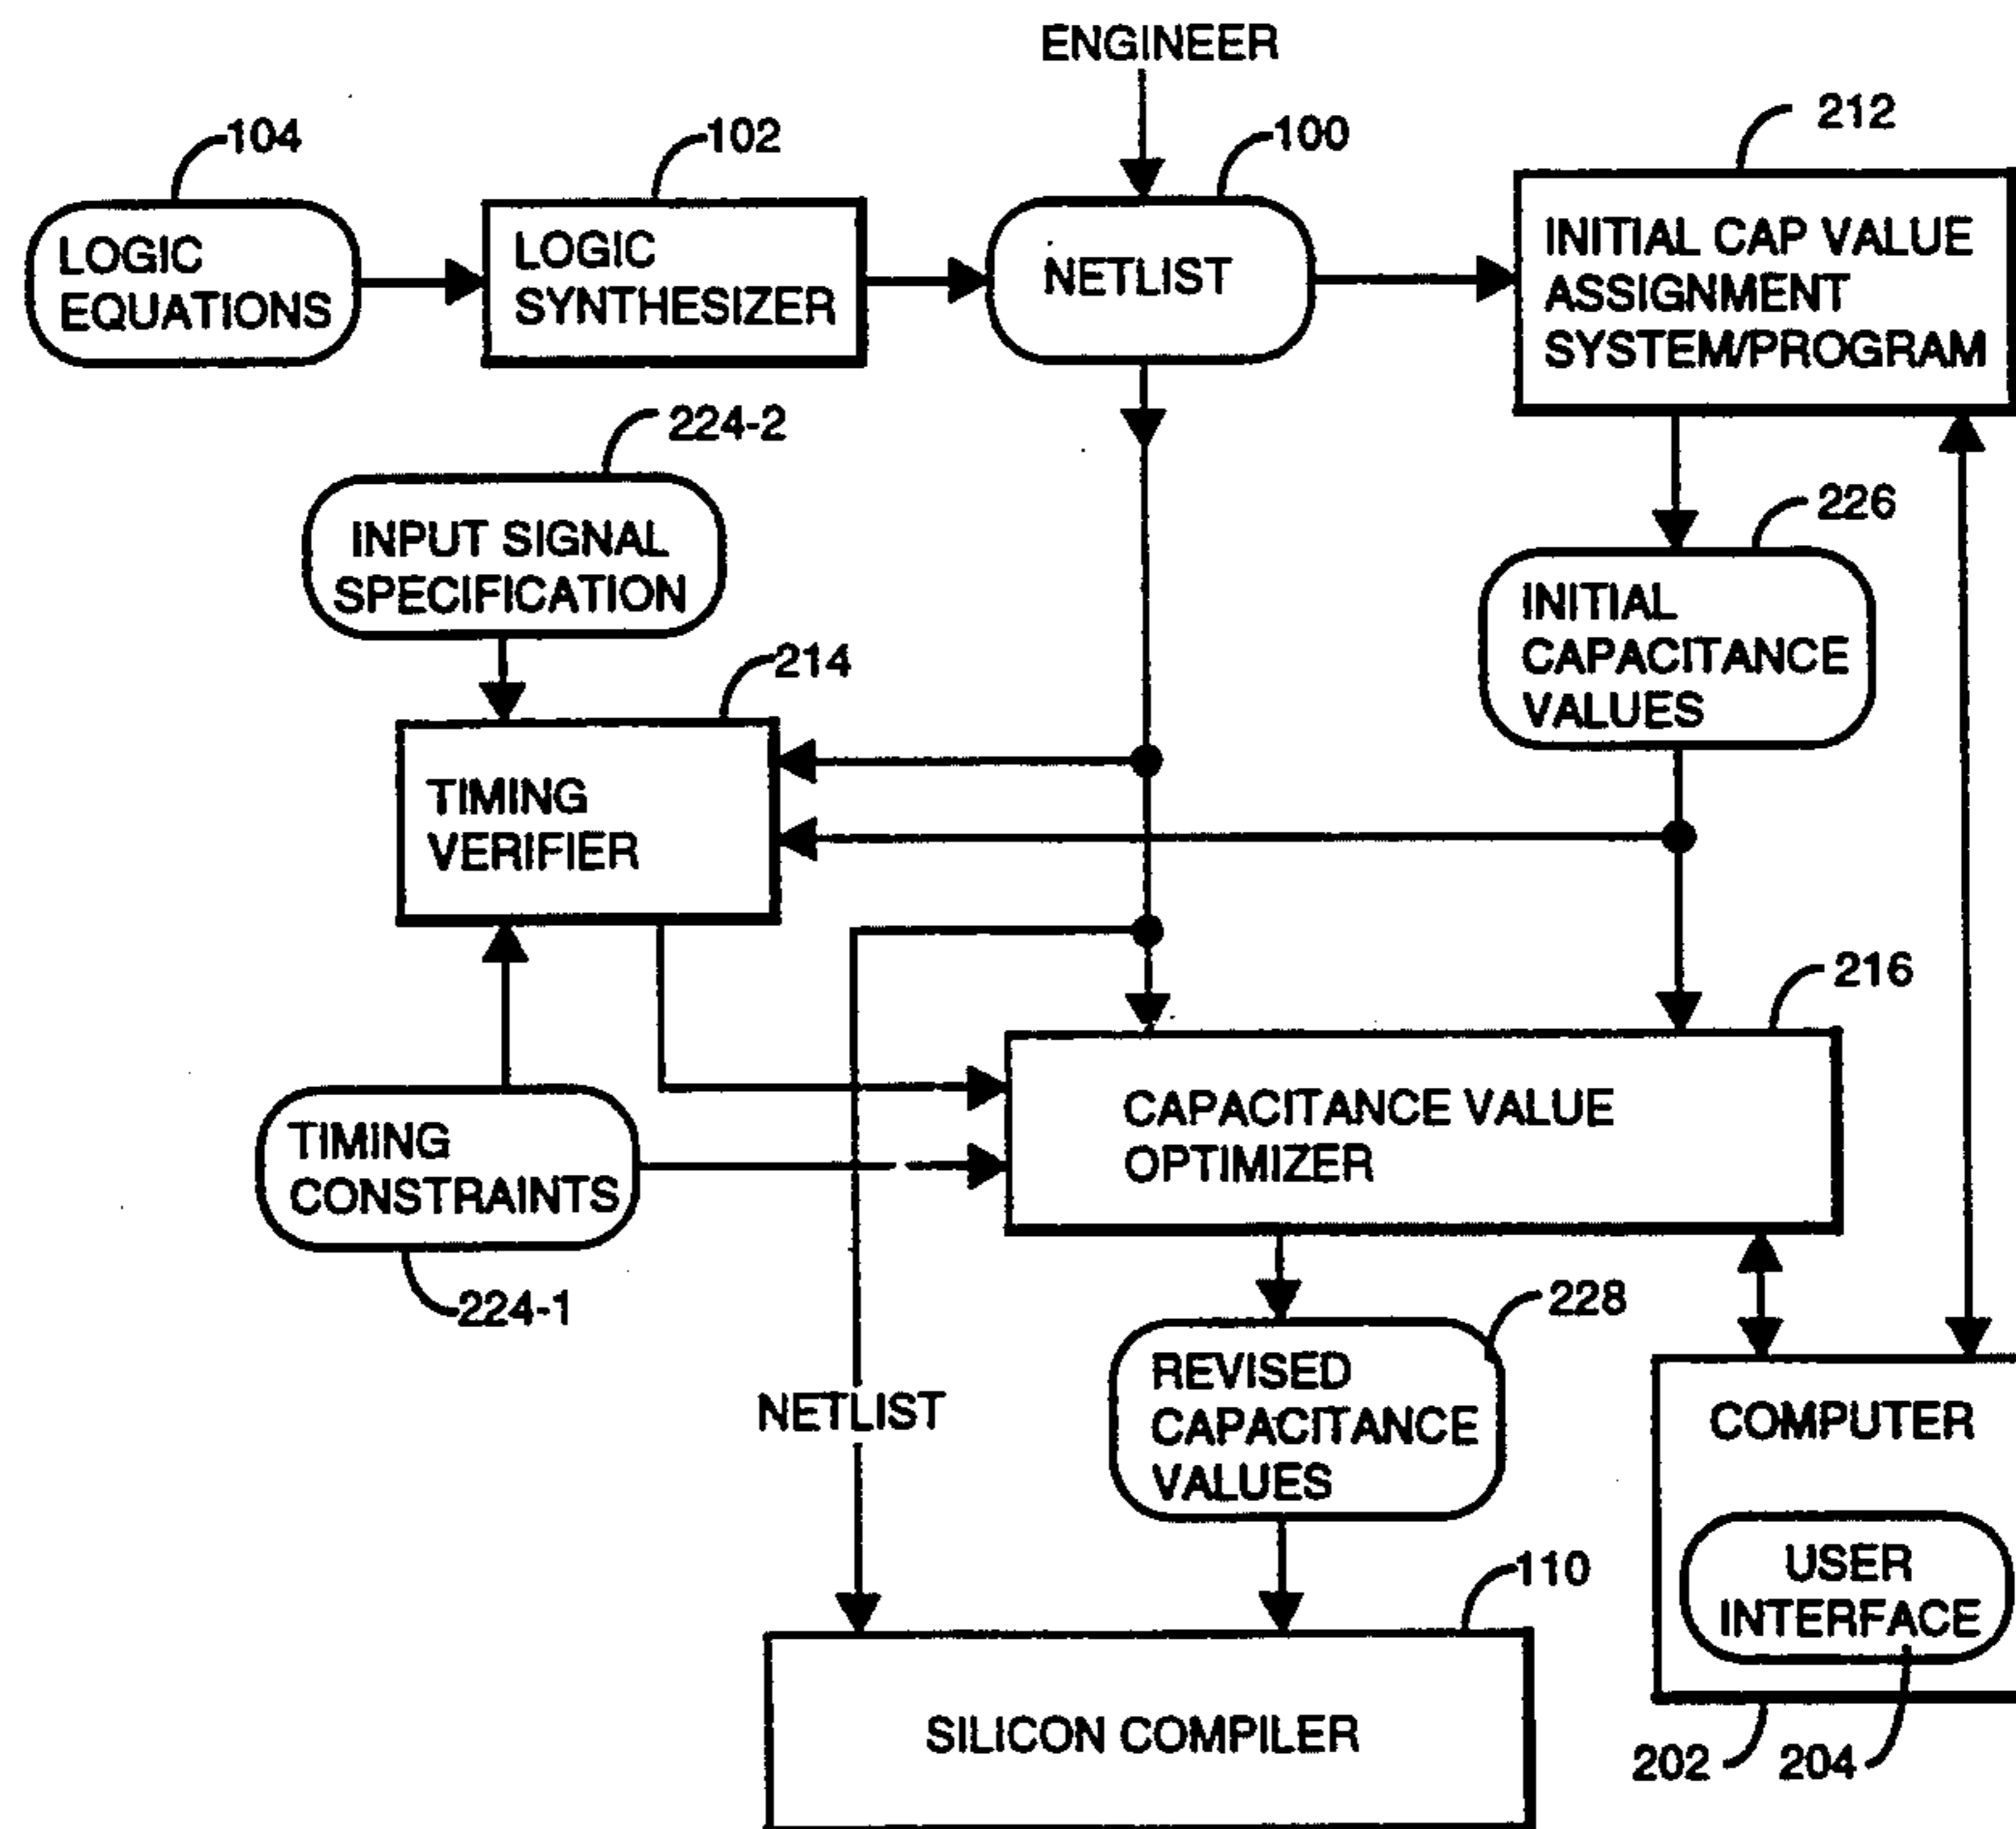 ENGINEER
104
102
100
212
LOGIC
EQUATIONS
LOGIC
SYNTHESIZER
NETLIST
INITIAL CAP VALUE
ASSIGNMENT
SYSTEM/PROGRAM
224-2
INPUT SIGNAL
SPECIFICATION
226
INITIAL
CAPACITANCE
VALUES
214
TIMING
VERIFIER
216
CAPACITANCE VALUE
OPTIMIZER
TIMING
CONSTRAINTS
224-1
228
REVISED
CAPACITANCE
VALUES
NETLIST
COMPUTER
USER
INTERFACE
110
SILICON COMPILER
202
204